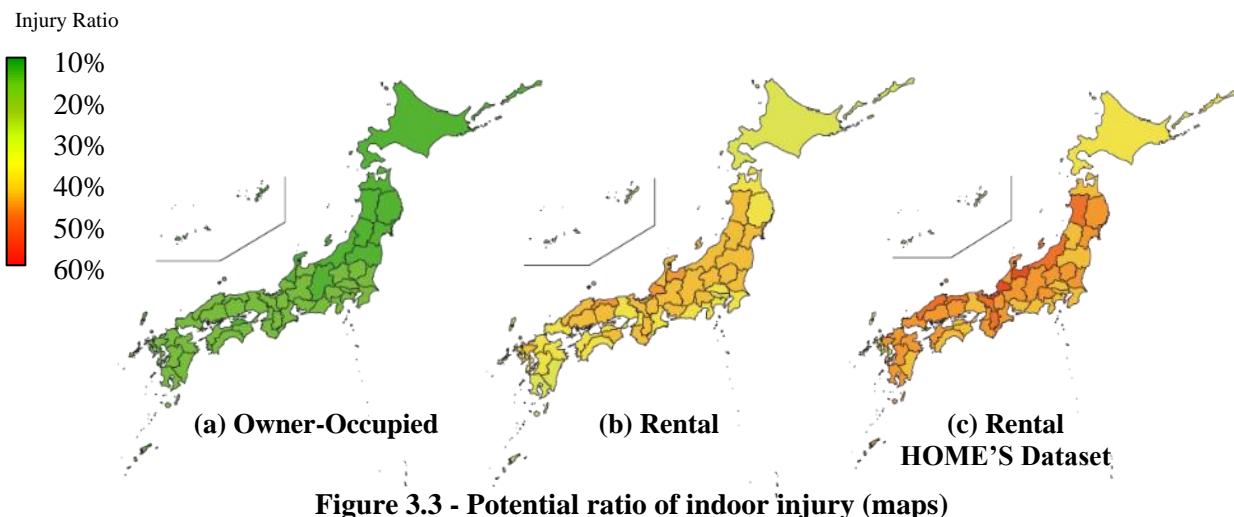 Injury Ratio
10%
20%
30%
40%
50%
60%
(a) Owner-Occupied
(b) Rental
(c) Rental
HOME’S Dataset
Figure 3.3 - Potential ratio of indoor injury (maps)